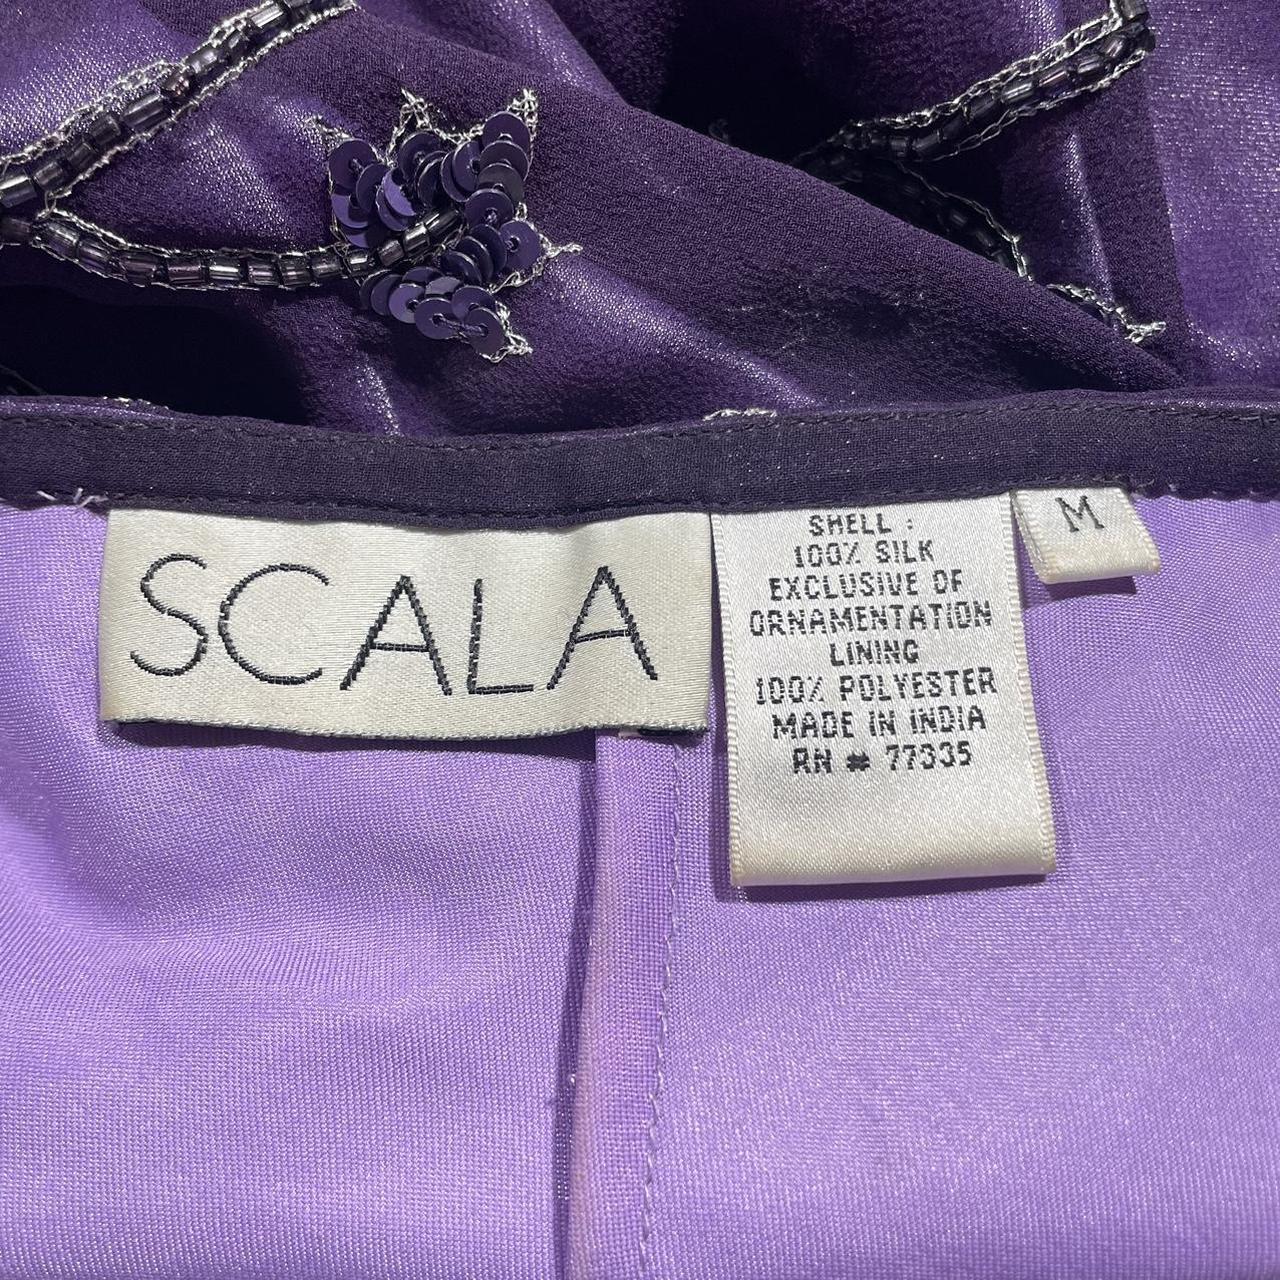 SCALA
SHELL :
100% SILK
EXCLUSIVE OF
ORNAMENTATION
LINING
100% POLYESTER
MADE IN INDIA
RN # 77335
M